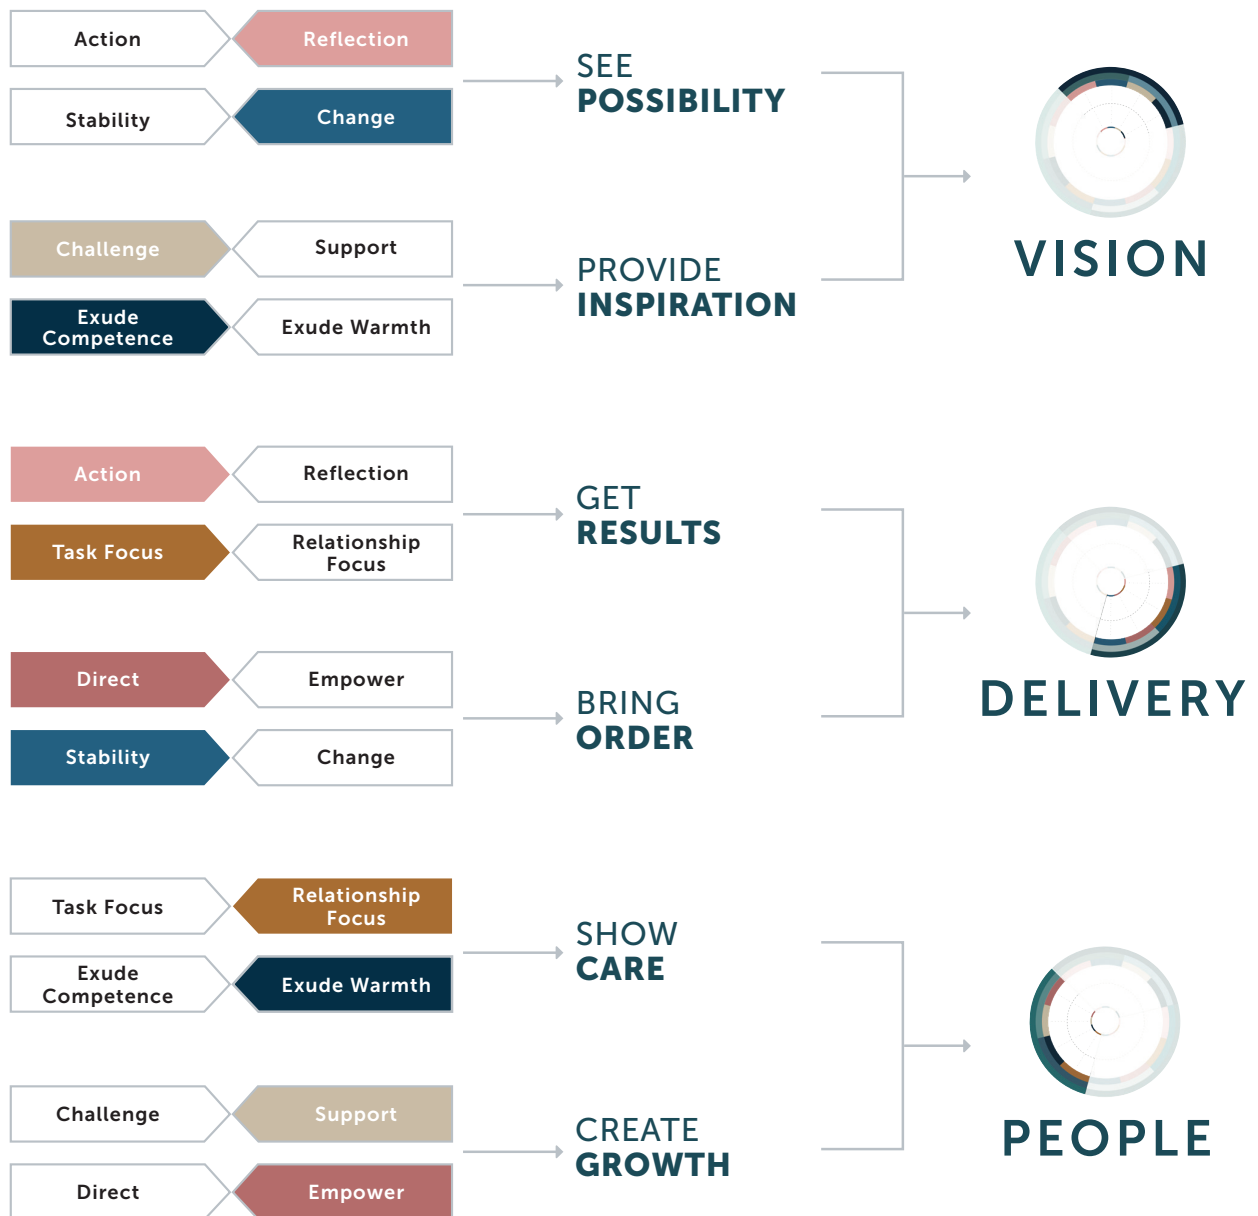 Action
Reflection
SEE
POSSIBILITY
Stability
Change
VISION
Challenge
Support
PROVIDE
INSPIRATION
Exude
Competence
Exude Warmth
Action
Reflection
GET
RESULTS
Task Focus
Relationship
Focus
DELIVERY
Direct
Empower
BRING
ORDER
Stability
Change
Task Focus
Relationship
Focus
SHOW
CARE
Exude
Competence
Exude Warmth
PEOPLE
Challenge
Support
CREATE
GROWTH
Direct
Empower